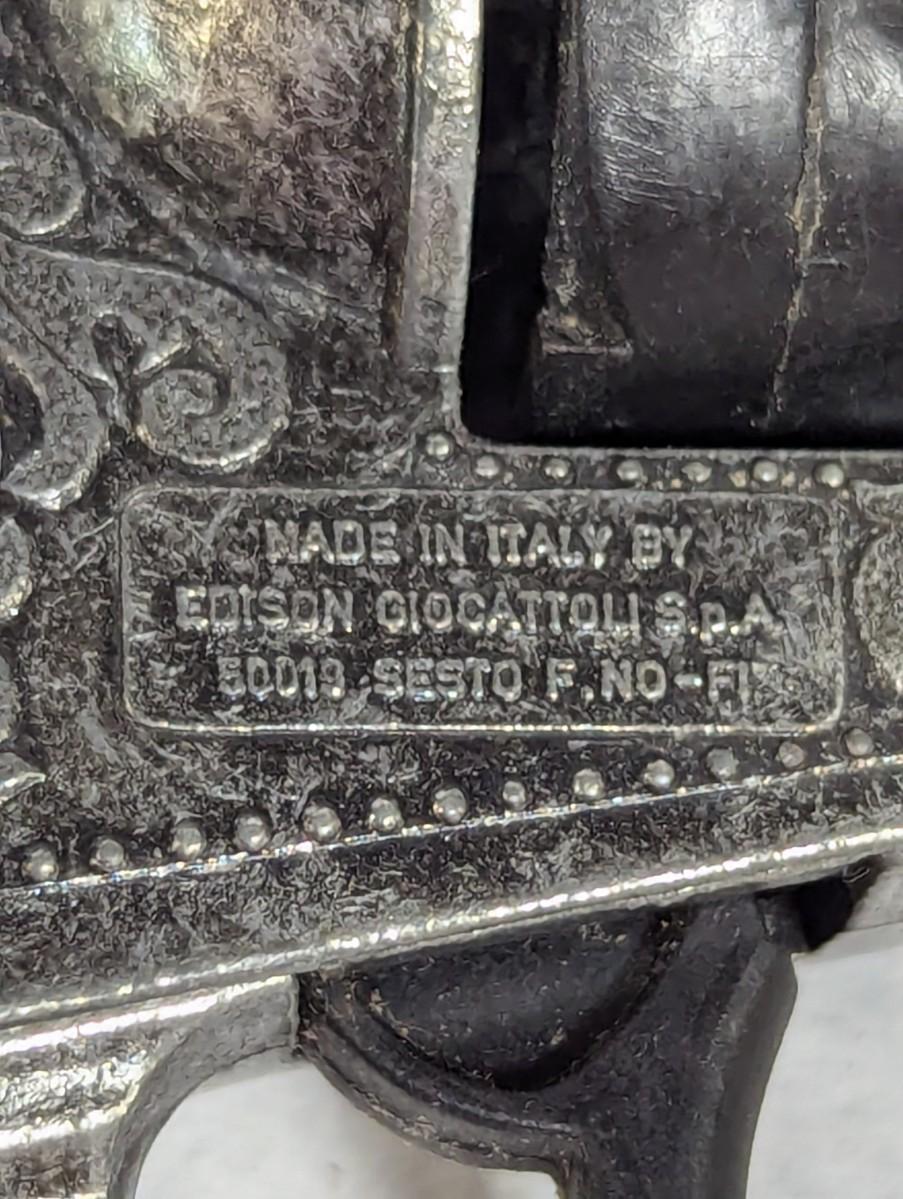 MADE IN ITALY BY
EDISON GIOCATTOLI S.p.A.
50019 SESTO F.NO-FI